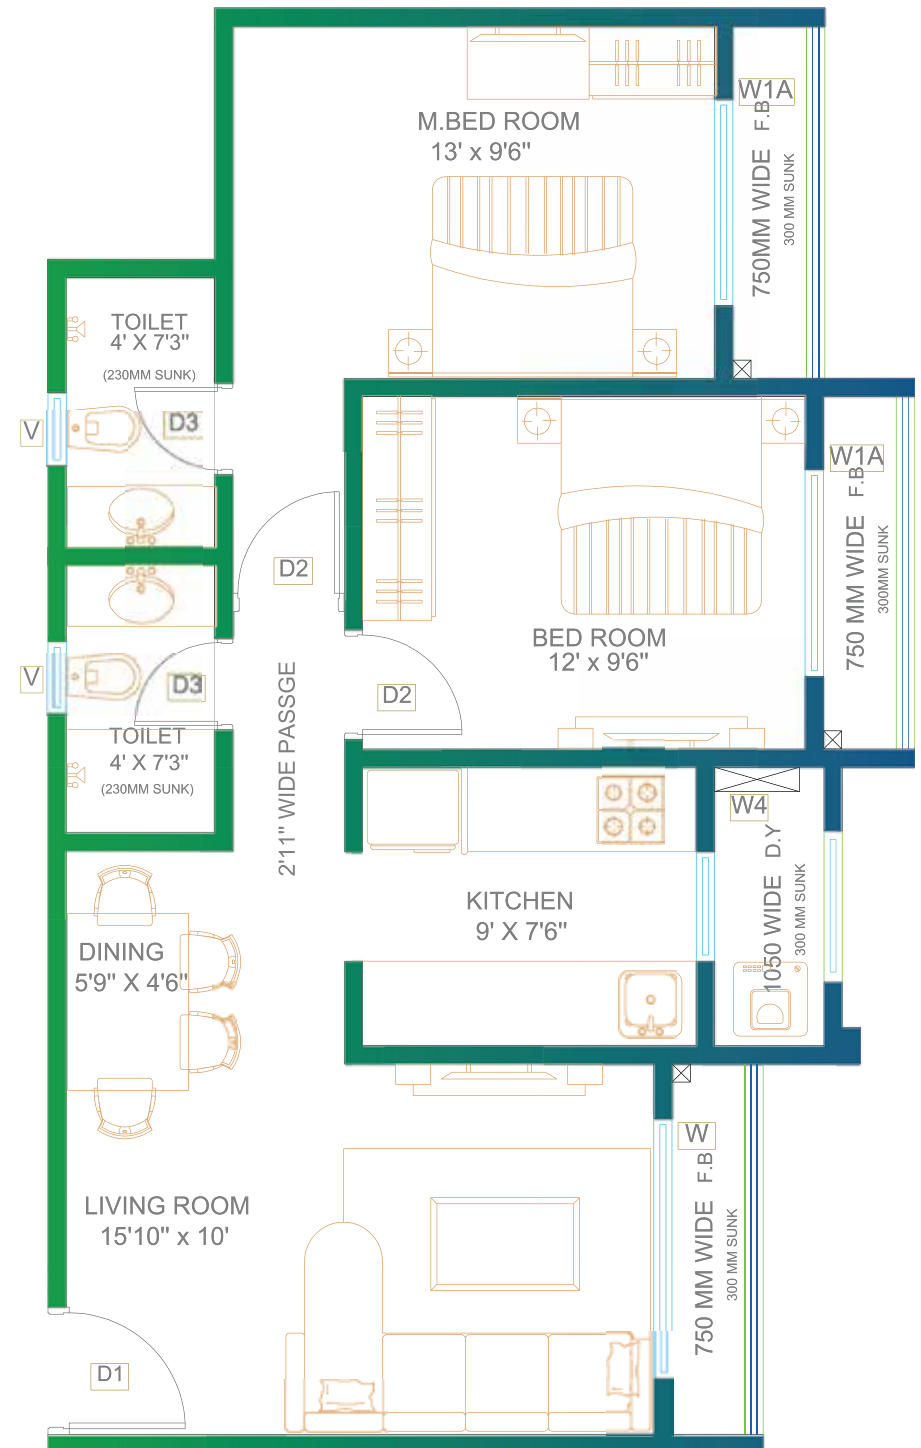 W1A
M.BED ROOM
13' x 9'6"
750MM WIDE F.B
300 MM SUNK
TOILET
4' X 7'3"
(230MM SUNK)
D3
V
W1A
750 MM WIDE F.B
300MM SUNK
D2
BED ROOM
12' x 9'6"
V
D3
D2
2'11" WIDE PASSGE
TOILET
4' X 7'3"
(230MM SUNK)
W4
1050 WIDE D.Y
300 MM SUNK
KITCHEN
9' X 7'6"
DINING
5'9" X 4'6"
W
750 MM WIDE F.B
300 MM SUNK
LIVING ROOM
15'10" x 10'
D1